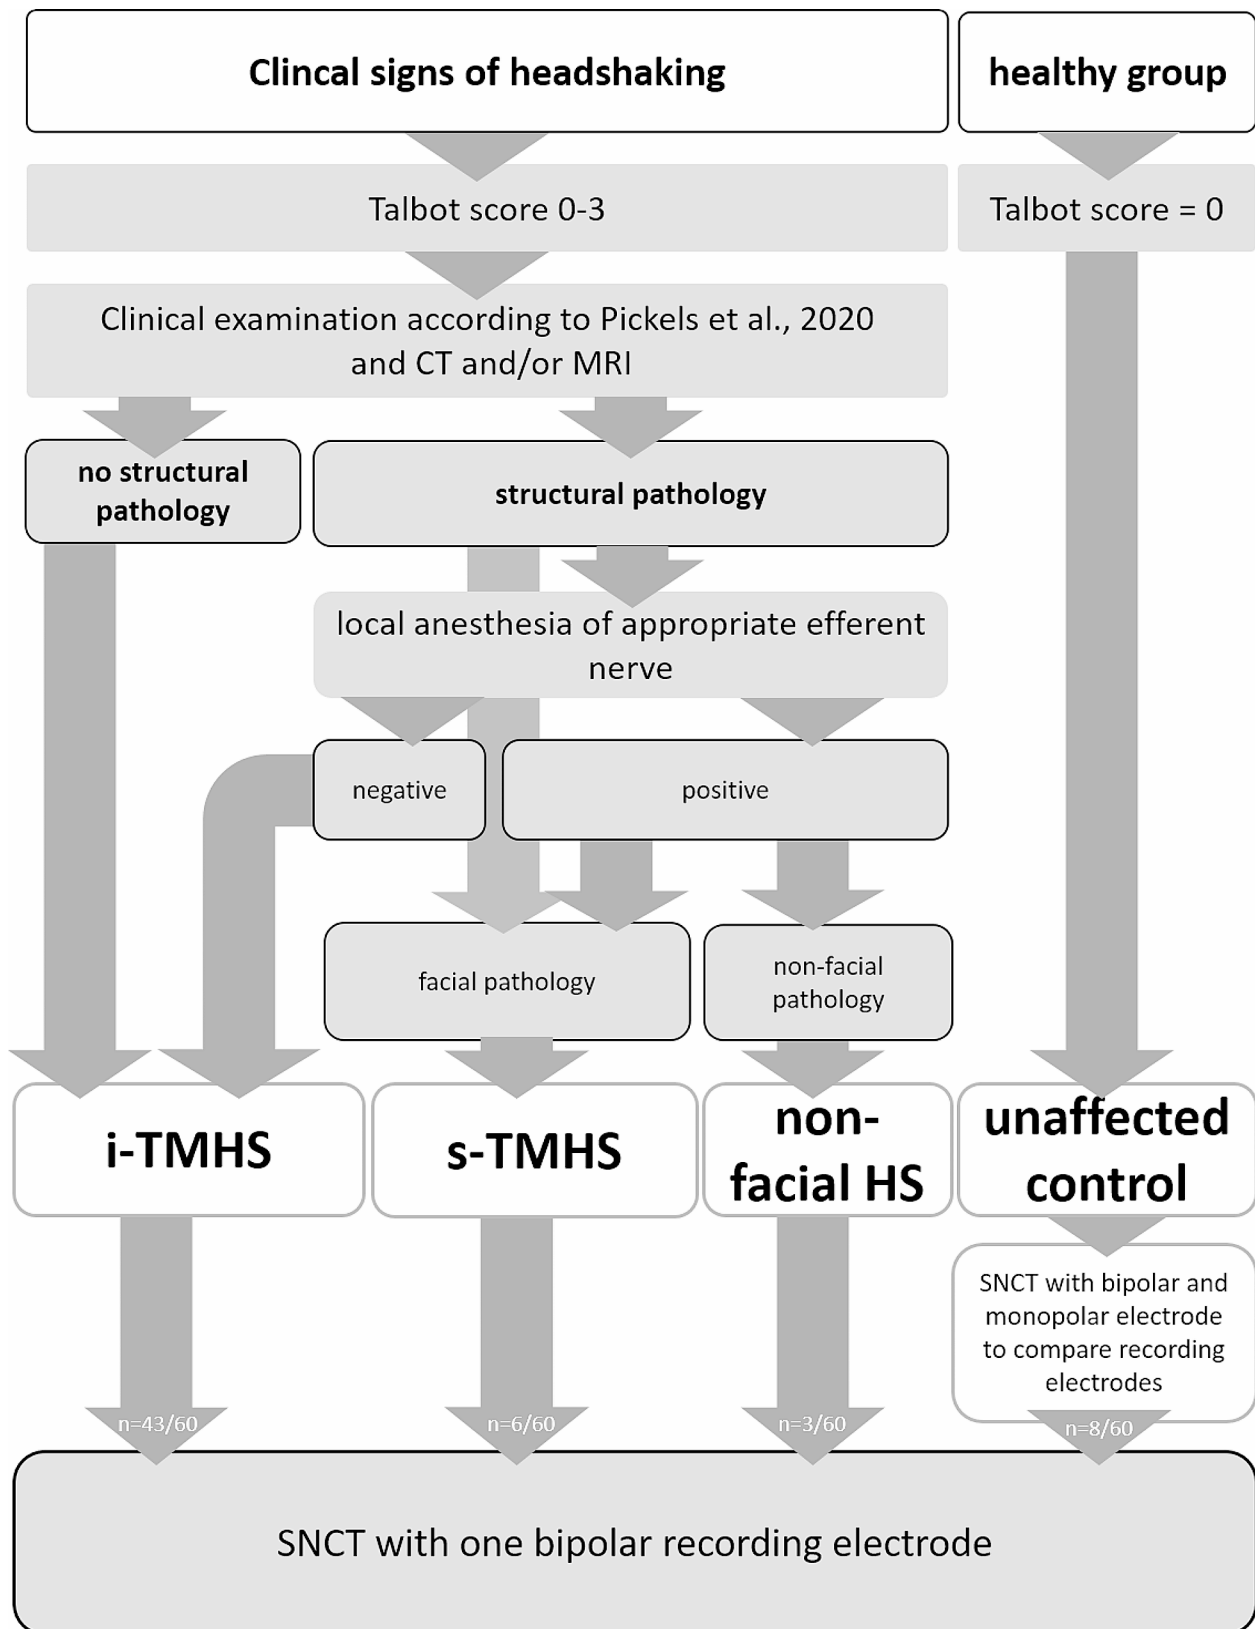 Clincal signs of headshaking
healthy group
Talbot score 0-3
Talbot score = 0
Clinical examination according to Pickels et al., 2020
and CT and/or MRI
no structural
pathology
structural pathology
local anesthesia of appropriate efferent
nerve
negative
positive
facial pathology
non-facial
pathology
i-TMHS
s-TMHS
non-
facial HS
unaffected
control
SNCT with bipolar and
monopolar electrode
to compare recording
electrodes
n=43/60
n=6/60
n=3/60
n=8/60
SNCT with one bipolar recording electrode